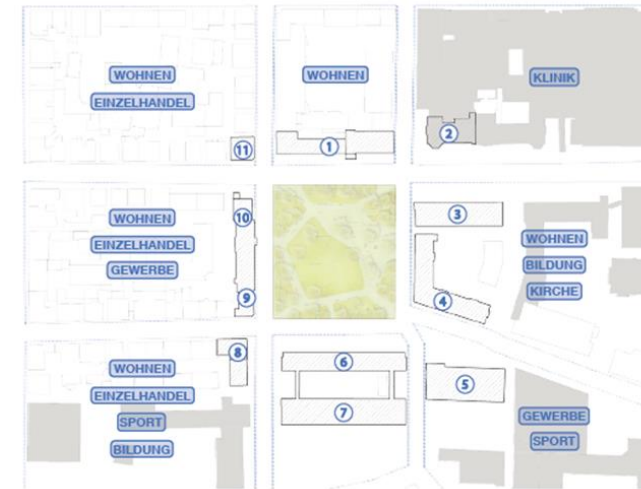 WOHNEN
EINZELHANDEL
11
WOHNEN
1
KLINIK
2
WOHNEN
EINZELHANDEL
GEWERBE
10
9
3
4
WOHNEN
BILDUNG
KIRCHE
WOHNEN
EINZELHANDEL
SPORT
BILDUNG
8
6
7
5
GEWERBE
SPORT